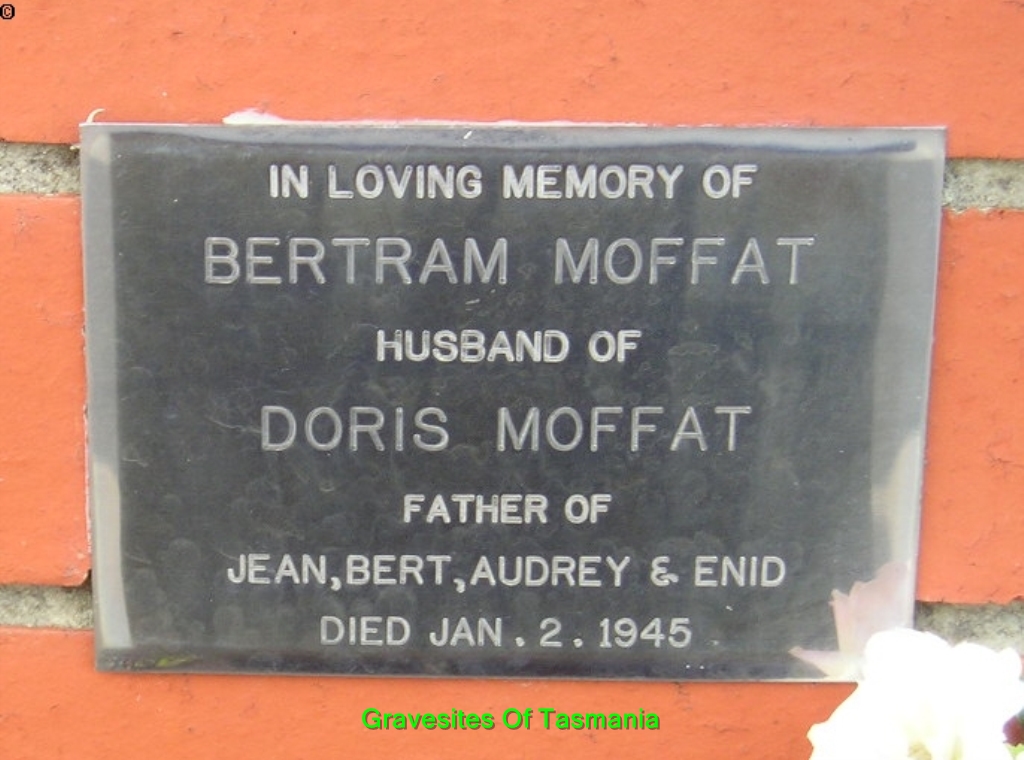 ©
IN LOVING MEMORY OF
BERTRAM MOFFAT
HUSBAND OF
DORIS MOFFAT
FATHER OF
JEAN, BERT, AUDREY & ENID
DIED JAN. 2. 1945
Gravesites Of Tasmania